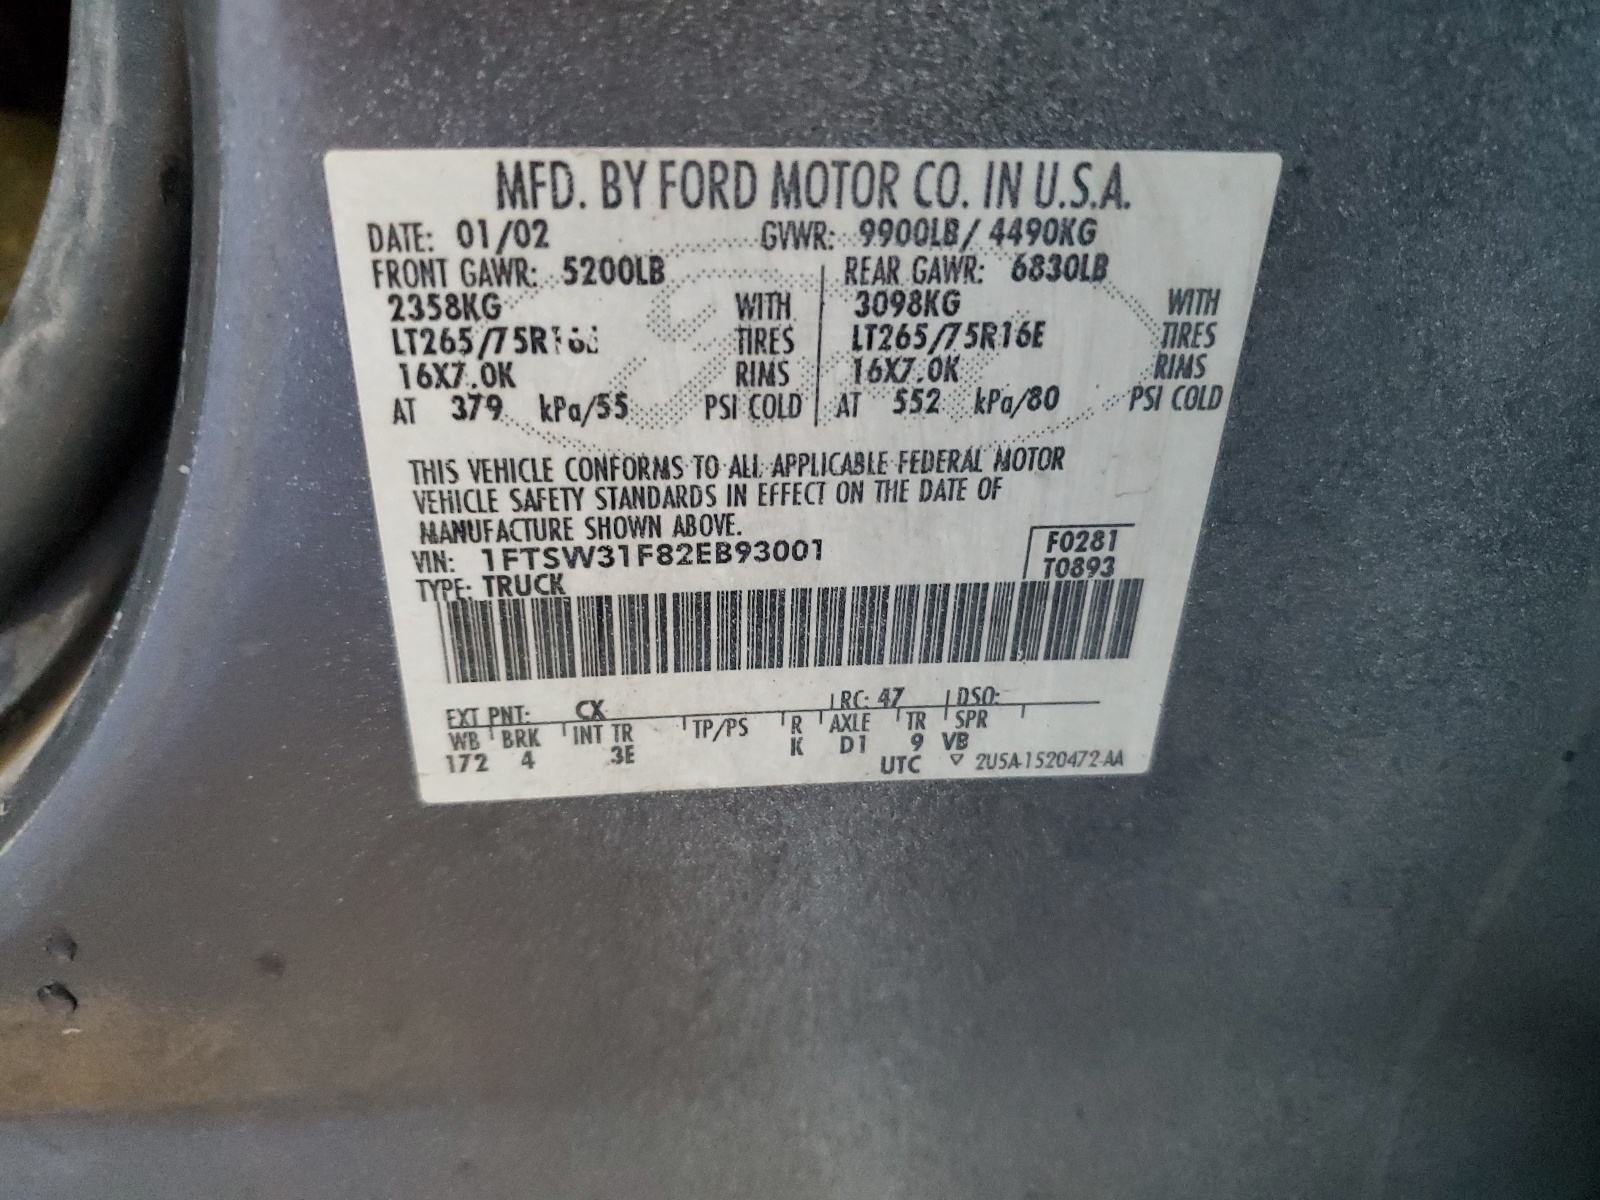 MFD. BY FORD MOTOR CO. IN U.S.A.
DATE: 01/02 GVWR: 9900LB/ 4490KG
FRONT GAWR: 5200LB REAR GAWR: 6830LB
2358KG WITH 3098KG WITH
TIRES LT265/75R16E TIRES
16X7.0K RIMS 16X7.0K RIMS
AT 379 kPa/55 PSI COLD AT 552 kPa/80 PSI COLD
THIS VEHICLE CONFORMS TO ALL APPLICABLE FEDERAL MOTOR
VEHICLE SAFETY STANDARDS IN EFFECT ON THE DATE OF
MANUFACTURE SHOWN ABOVE.
VIN: 1FTSW31F82EB93001 F0281
TYPE: TRUCK T0893
EXT PNT: CX RC: 47 DSO:
WB BRK INT TR TP/PS R AXLE TR SPR
172 4 3E K D1 9 VB
UTC ▽ 2U5A-1520472-AA